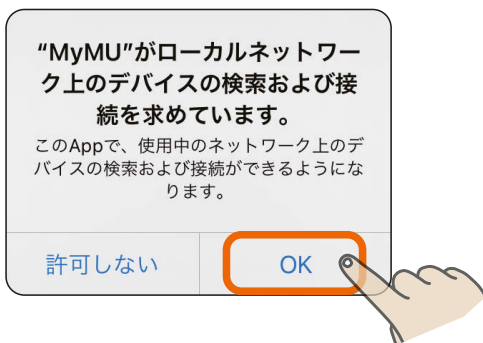 “MyMU”がローカルネットワー
ク上のデバイスの検索および接
続を求めています。
このAppで、使用中のネットワーク上のデ
バイスの検索および接続ができるようにな
ります。
許可しない
OK